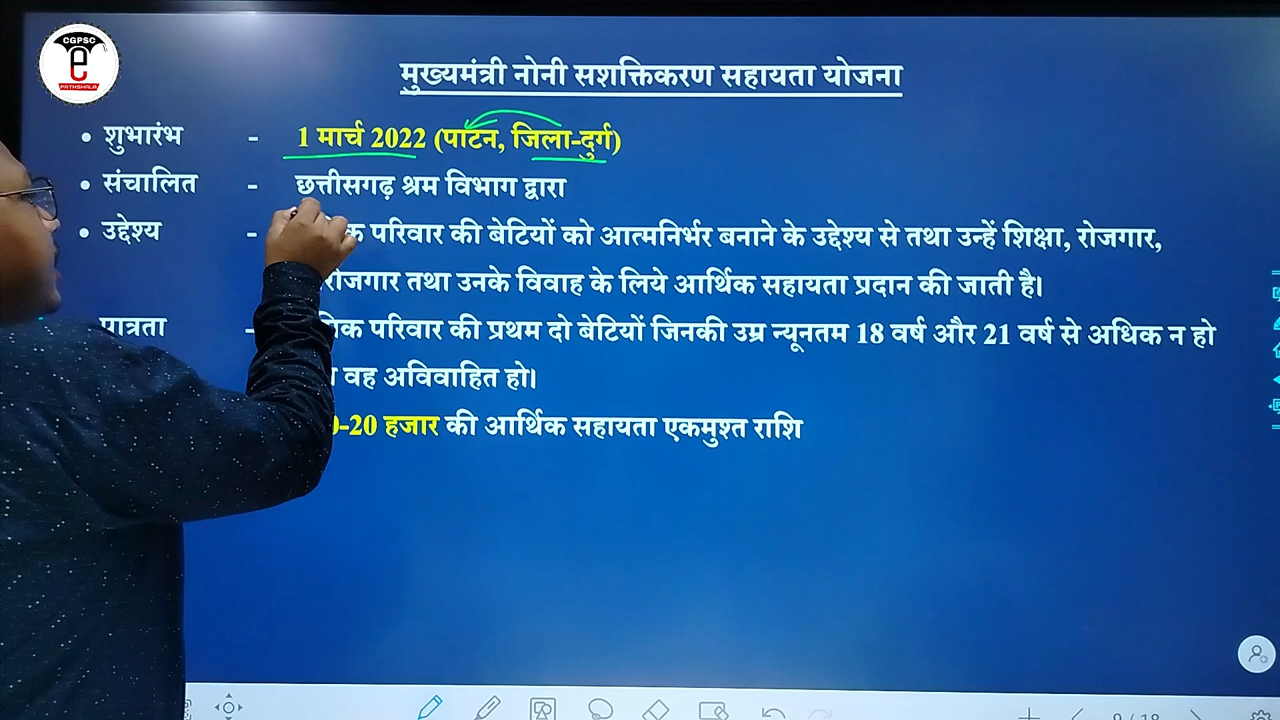 CGPSC
e
PATHSHALA
मुख्यमंत्री नोनी सशक्तिकरण सहायता योजना
• शुभारंभ - 1 मार्च 2022 (पाटन, जिला-दुर्ग)
• संचालित - छत्तीसगढ़ श्रम विभाग द्वारा
• उद्देश्य - परिवार की बेटियों को आत्मनिर्भर बनाने के उद्देश्य से तथा उन्हें शिक्षा, रोजगार,
तथा उनके विवाह के लिये आर्थिक सहायता प्रदान की जाती है।
पात्रता - परिवार की प्रथम दो बेटियों जिनकी उम्र न्यूनतम 18 वर्ष और 21 वर्ष से अधिक न हो
वह अविवाहित हो।
-20 हजार की आर्थिक सहायता एकमुश्त राशि